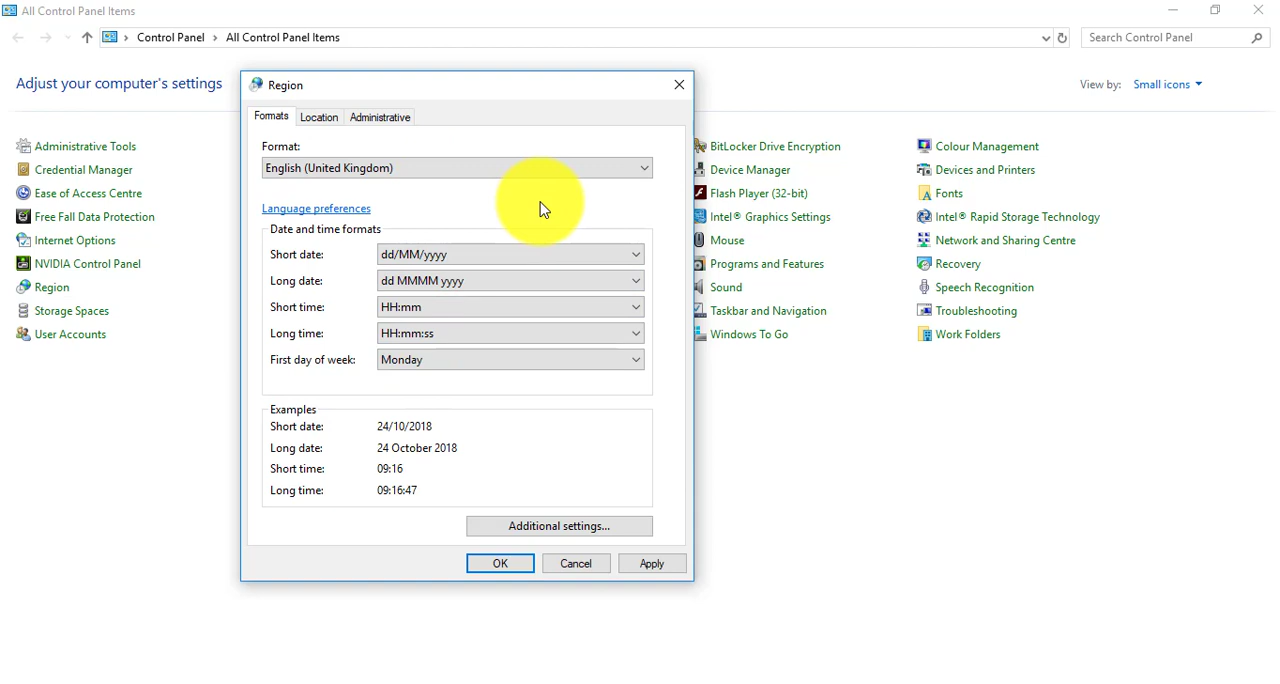 All Control Panel Items
Control Panel > All Control Panel Items
Search Control Panel
Adjust your computer's settings
View by: Small icons
Administrative Tools
Credential Manager
Ease of Access Centre
Free Fall Data Protection
Internet Options
NVIDIA Control Panel
Region
Storage Spaces
User Accounts
Region
Formats Location Administrative
Format:
English (United Kingdom)
Language preferences
Date and time formats
Short date: dd/MM/yyyy
Long date: dd MMMM yyyy
Short time: HH:mm
Long time: HH:mm:ss
First day of week: Monday
Examples
Short date: 24/10/2018
Long date: 24 October 2018
Short time: 09:16
Long time: 09:16:47
Additional settings...
OK Cancel Apply
BitLocker Drive Encryption
Device Manager
Flash Player (32-bit)
Intel® Graphics Settings
Mouse
Programs and Features
Sound
Taskbar and Navigation
Windows To Go
Colour Management
Devices and Printers
Fonts
Intel® Rapid Storage Technology
Network and Sharing Centre
Recovery
Speech Recognition
Troubleshooting
Work Folders